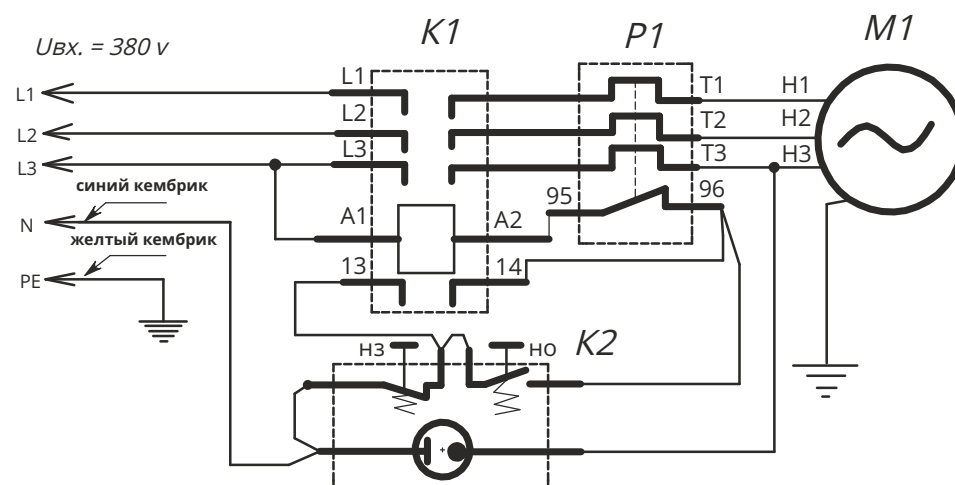 K1
P1
M1
Uвх. = 380 v
L1
L1
T1
H1
L2
L2
T2
H2
L3
L3
T3
H3
синий кембрик
95
96
N
A1
A2
желтый кембрик
13
14
PE
нз
но
K2
+